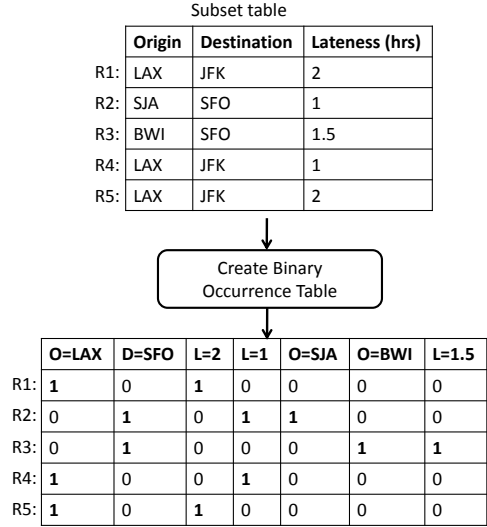 Subset table
Origin Destination Lateness (hrs)
R1: LAX JFK 2
R2: SJA SFO 1
R3: BWI SFO 1.5
R4: LAX JFK 1
R5: LAX JFK 2
Create Binary
Occurrence Table
O=LAX D=SFO L=2 L=1 O=SJA O=BWI L=1.5
R1: 1 0 1 0 0 0 0
R2: 0 1 0 1 1 0 0
R3: 0 1 0 0 0 1 1
R4: 1 0 0 1 0 0 0
R5: 1 0 1 0 0 0 0